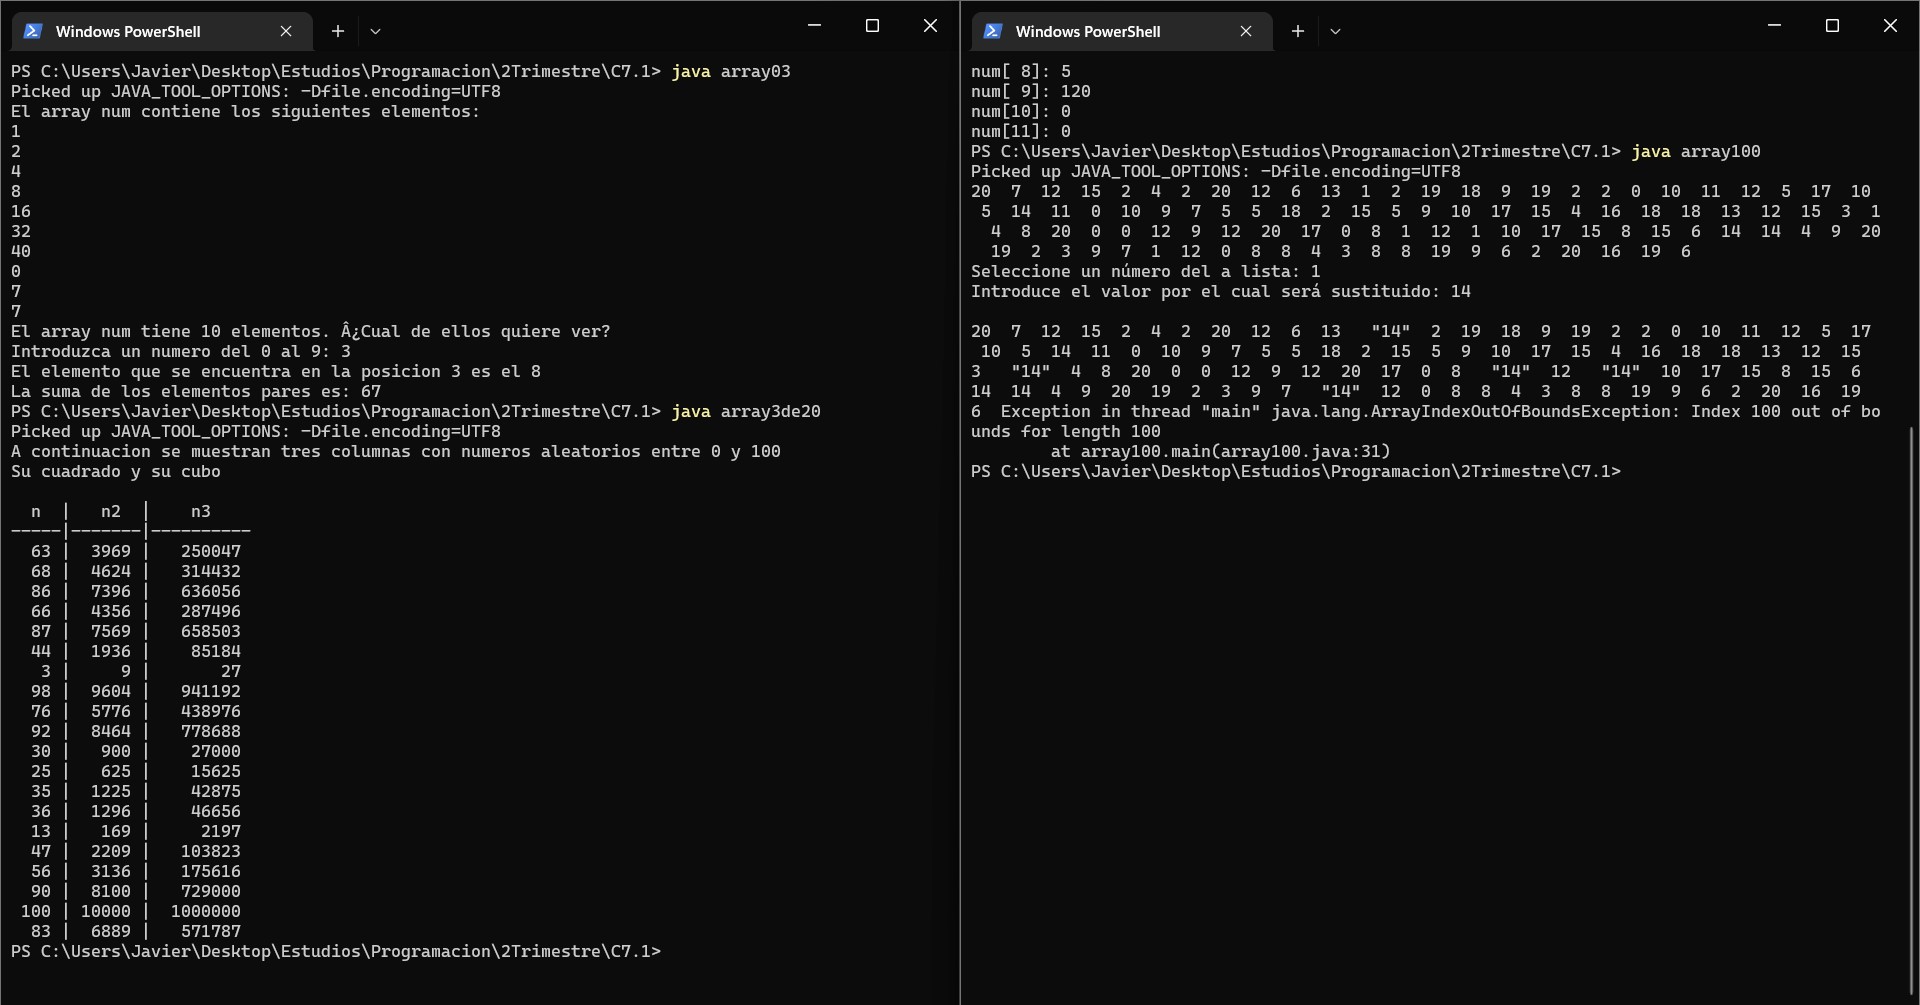 Windows PowerShell
PS C:\Users\Javier\Desktop\Estudios\Programacion\2Trimestre\C7.1> java array03
Picked up JAVA_TOOL_OPTIONS: -Dfile.encoding=UTF8
El array num contiene los siguientes elementos:
1
2
4
8
16
32
40
0
7
7
El array num tiene 10 elementos. Â¿Cual de ellos quiere ver?
Introduzca un numero del 0 al 9: 3
El elemento que se encuentra en la posicion 3 es el 8
La suma de los elementos pares es: 67
PS C:\Users\Javier\Desktop\Estudios\Programacion\2Trimestre\C7.1> java array3de20
Picked up JAVA_TOOL_OPTIONS: -Dfile.encoding=UTF8
A continuacion se muestran tres columnas con numeros aleatorios entre 0 y 100
Su cuadrado y su cubo
  n  |   n2  |    n3
-----|-------|----------
  63 |  3969 |   250047
  68 |  4624 |   314432
  86 |  7396 |   636056
  66 |  4356 |   287496
  87 |  7569 |   658503
  44 |  1936 |    85184
   3 |     9 |       27
  98 |  9604 |   941192
  76 |  5776 |   438976
  92 |  8464 |   778688
  30 |   900 |    27000
  25 |   625 |    15625
  35 |  1225 |    42875
  36 |  1296 |    46656
  13 |   169 |     2197
  47 |  2209 |   103823
  56 |  3136 |   175616
  90 |  8100 |   729000
 100 | 10000 |  1000000
  83 |  6889 |   571787
PS C:\Users\Javier\Desktop\Estudios\Programacion\2Trimestre\C7.1>
Windows PowerShell
num[ 8]: 5
num[ 9]: 120
num[10]: 0
num[11]: 0
PS C:\Users\Javier\Desktop\Estudios\Programacion\2Trimestre\C7.1> java array100
Picked up JAVA_TOOL_OPTIONS: -Dfile.encoding=UTF8
20  7  12  15  2  4  2  20  12  6  13  1  2  19  18  9  19  2  2  0  10  11  12  5  17  10
 5  14  11  0  10  9  7  5  5  18  2  15  5  9  10  17  15  4  16  18  18  13  12  15  3  1
  4  8  20  0  0  12  9  12  20  17  0  8  1  12  1  10  17  15  8  15  6  14  14  4  9  20
  19  2  3  9  7  1  12  0  8  8  4  3  8  8  19  9  6  2  20  16  19  6
Seleccione un número del a lista: 1
Introduce el valor por el cual será sustituido: 14
20  7  12  15  2  4  2  20  12  6  13   "14"  2  19  18  9  19  2  2  0  10  11  12  5  17
 10  5  14  11  0  10  9  7  5  5  18  2  15  5  9  10  17  15  4  16  18  18  13  12  15
3   "14"  4  8  20  0  0  12  9  12  20  17  0  8   "14"  12   "14"  10  17  15  8  15  6
14  14  4  9  20  19  2  3  9  7   "14"  12  0  8  8  4  3  8  8  19  9  6  2  20  16  19
6  Exception in thread "main" java.lang.ArrayIndexOutOfBoundsException: Index 100 out of bo
unds for length 100
        at array100.main(array100.java:31)
PS C:\Users\Javier\Desktop\Estudios\Programacion\2Trimestre\C7.1>